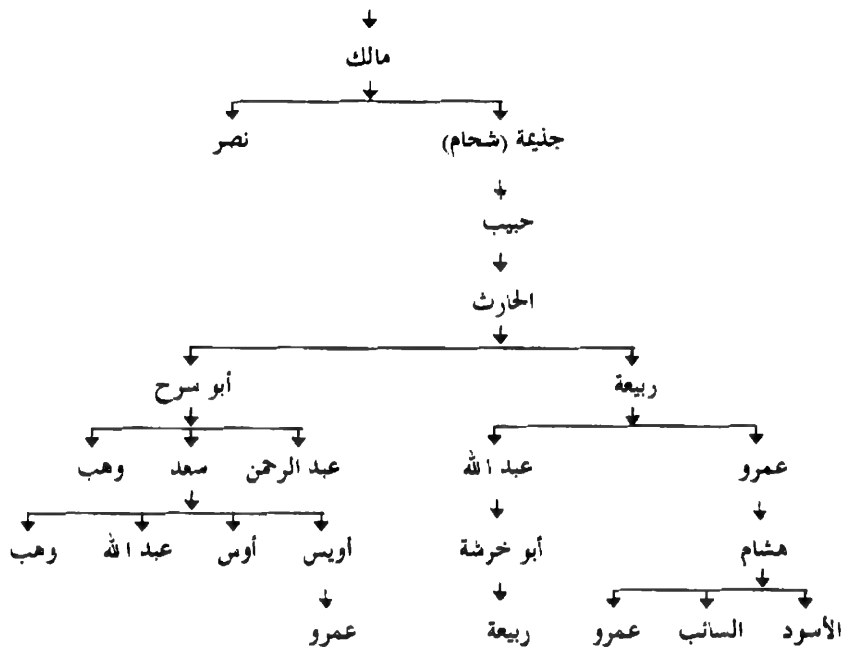 مالك
جذيمة (شحام) نصر
حبيب
الحارث
ربيعة أبو سرح
عمرو عبد الله عبد الرحمن سعد وهب
هشام أبو خرشة أويس أوس عبد الله وهب
الأسود السائب عمرو ربيعة عمرو